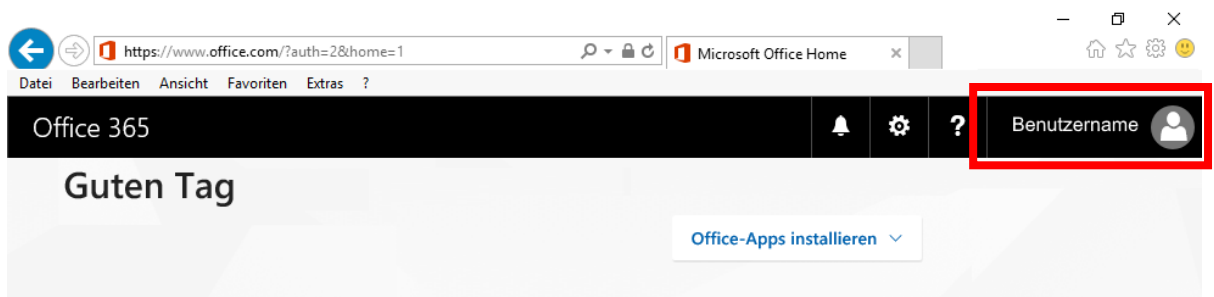 https://www.office.com/?auth=2&home=1
Microsoft Office Home
Datei Bearbeiten Ansicht Favoriten Extras ?
Office 365 ? Benutzername
Guten Tag
Office-Apps installieren